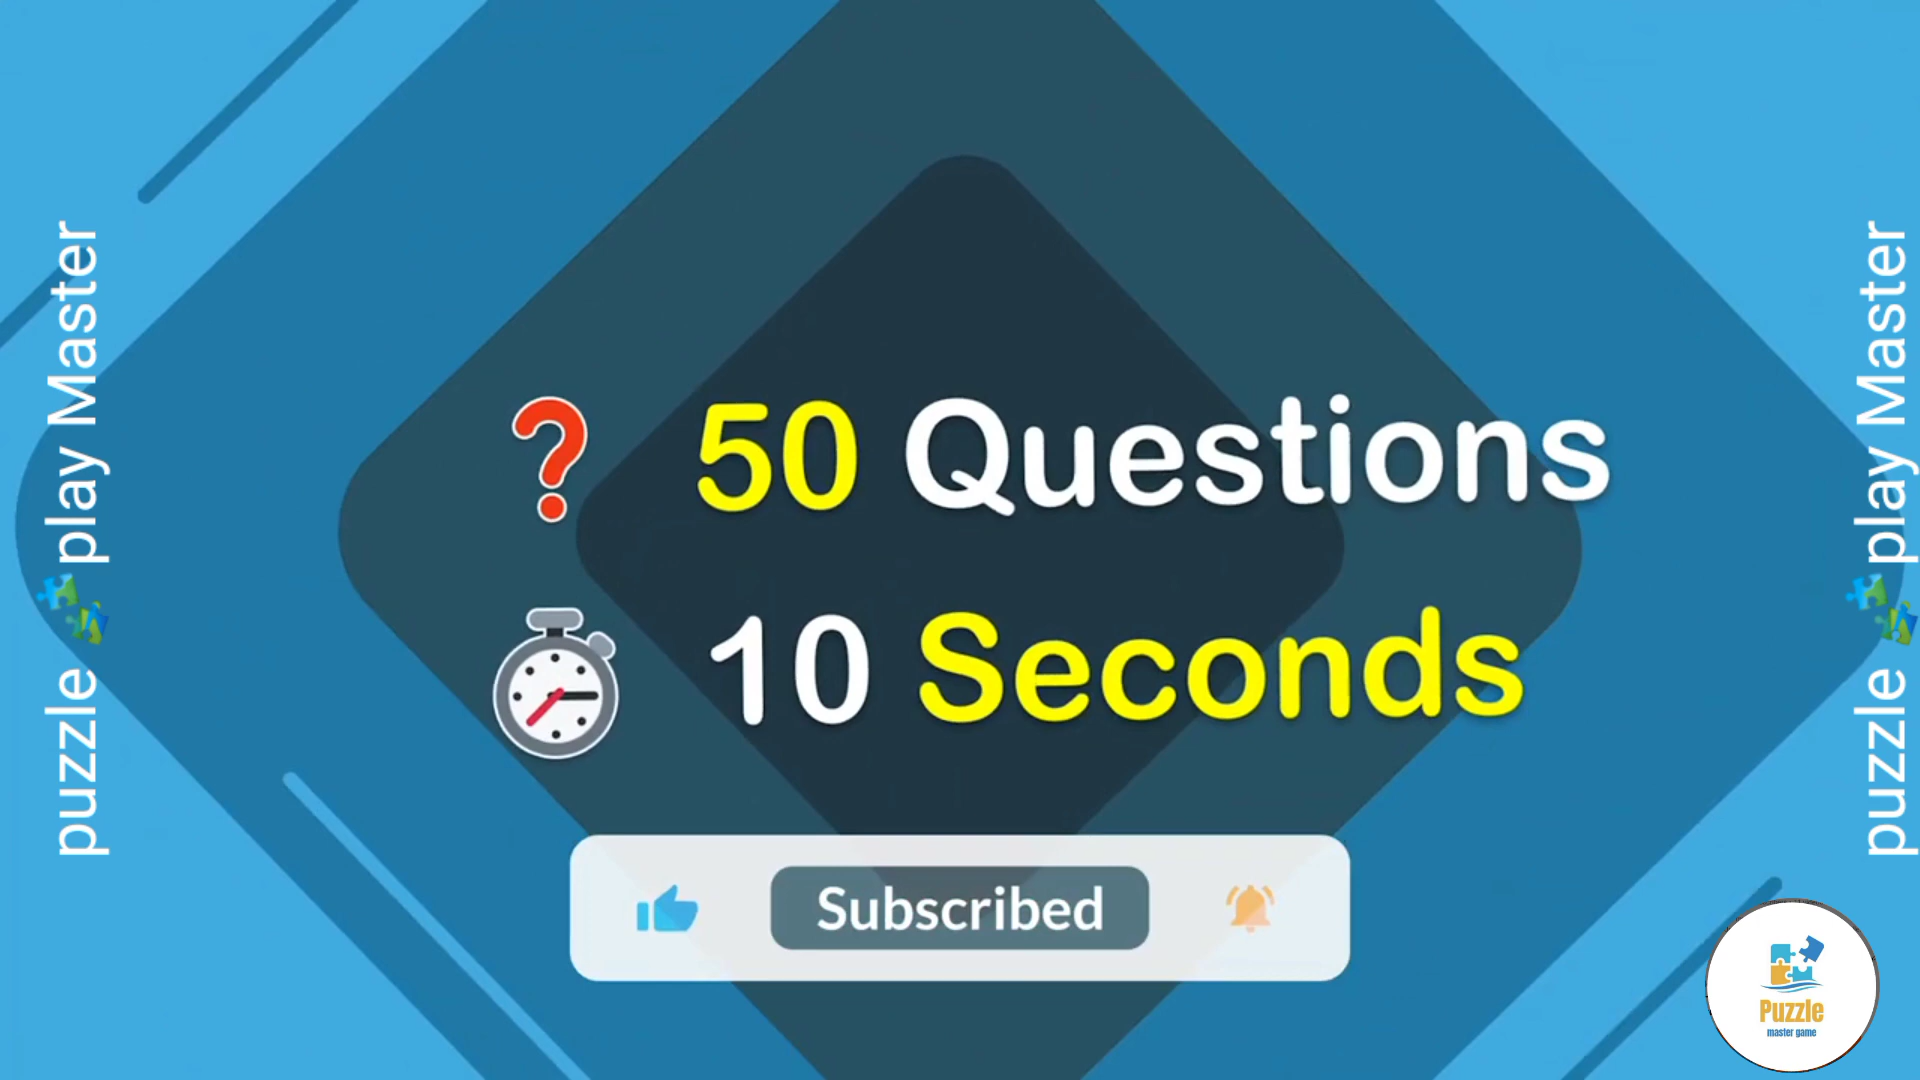 puzzle 🧩play Master
50 Questions
10 Seconds
Subscribed
puzzle 🧩play Master
Puzzle
master game